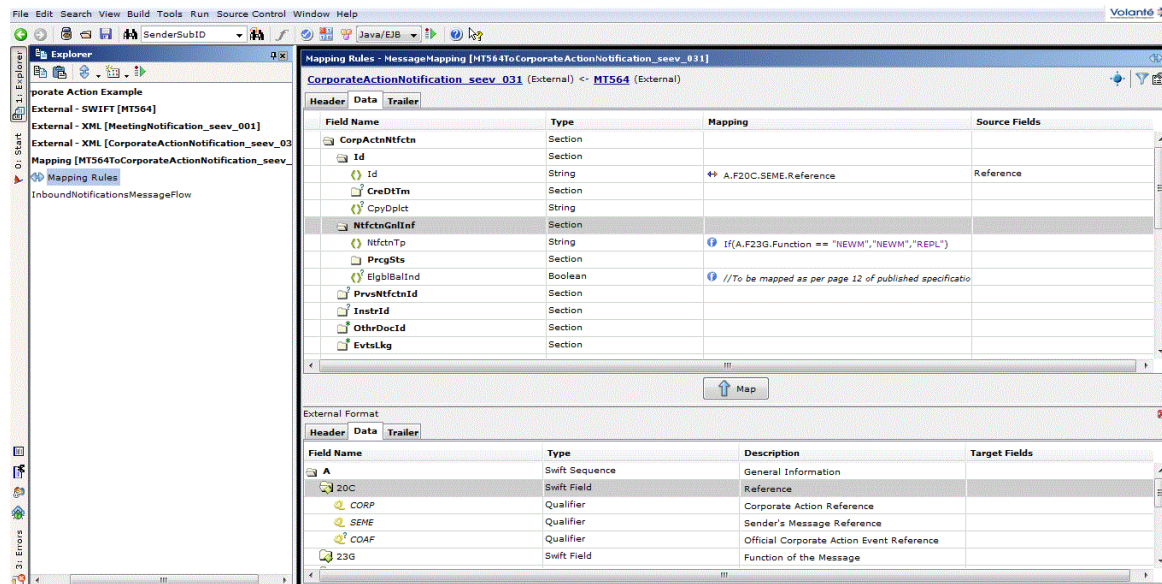 File Edit Search View Build Tools Run Source Control Window Help
Volanté
SenderSubID
Java/EJB
1: Explorer
0: Start
3: Errors
Explorer
porate Action Example
External - SWIFT [MT564]
External - XML [MeetingNotification_seev_001]
External - XML [CorporateActionNotification_seev_03
Mapping [MT564ToCorporateActionNotification_seev_
Mapping Rules
InboundNotificationsMessageFlow
Mapping Rules - MessageMapping [MT564ToCorporateActionNotification_seev_031]
CorporateActionNotification_seev_031 (External) <- MT564 (External)
Header Data Trailer
Field Name Type Mapping Source Fields
CorpActnNtfctn Section
Id Section
Id String A.F20C.SEME.Reference Reference
CreDtTm Section
CpyDplct String
NtfctnGnlInf Section
NtfctnTp String If(A.F23G.Function == "NEWM","NEWM","REPL")
PrcgSts Section
ElgblBalInd Boolean //To be mapped as per page 12 of published specificatio
PrvsNtfctnId Section
InstrId Section
OthrDocId Section
EvtsLkg Section
Map
External Format
Header Data Trailer
Field Name Type Description Target Fields
A Swift Sequence General Information
20C Swift Field Reference
CORP Qualifier Corporate Action Reference
SEME Qualifier Sender's Message Reference
COAF Qualifier Official Corporate Action Event Reference
23G Swift Field Function of the Message